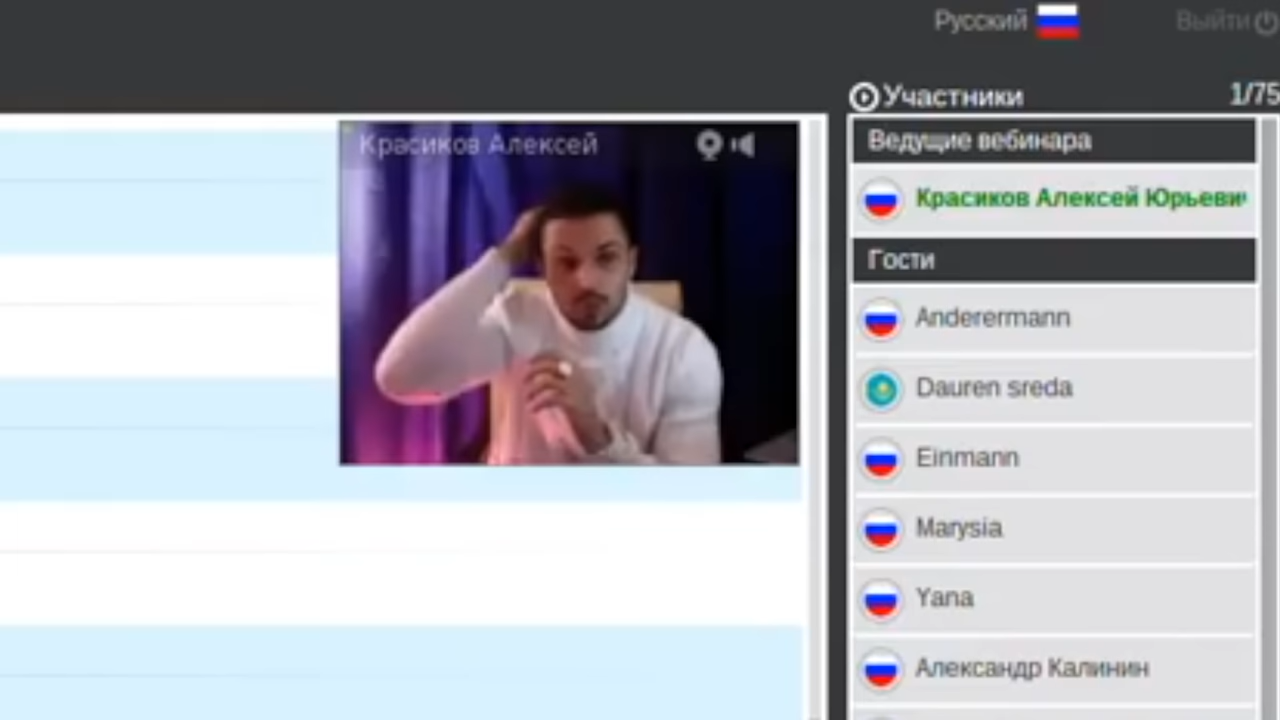 Русский
Выйти
Участники 1/75
Красиков Алексей
Ведущие вебинара
Красиков Алексей Юрьеви
Гости
Anderermann
Dauren sreda
Einmann
Marysia
Yana
Александр Калинин